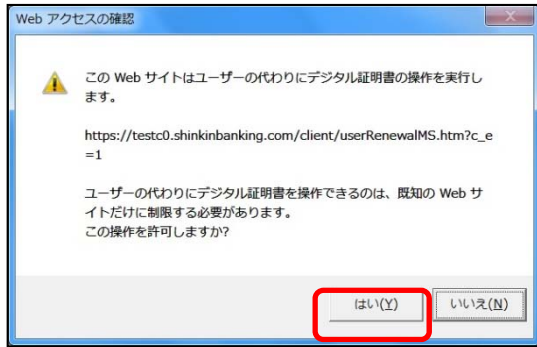 Web アクセスの確認
この Web サイトはユーザーの代わりにデジタル証明書の操作を実行し
ます。
https://testc0.shinkinbanking.com/client/userRenewalMS.htm?c_e
=1
ユーザーの代わりにデジタル証明書を操作できるのは、既知の Web サ
イトだけに制限する必要があります。
この操作を許可しますか?
はい(Y) いいえ(N)